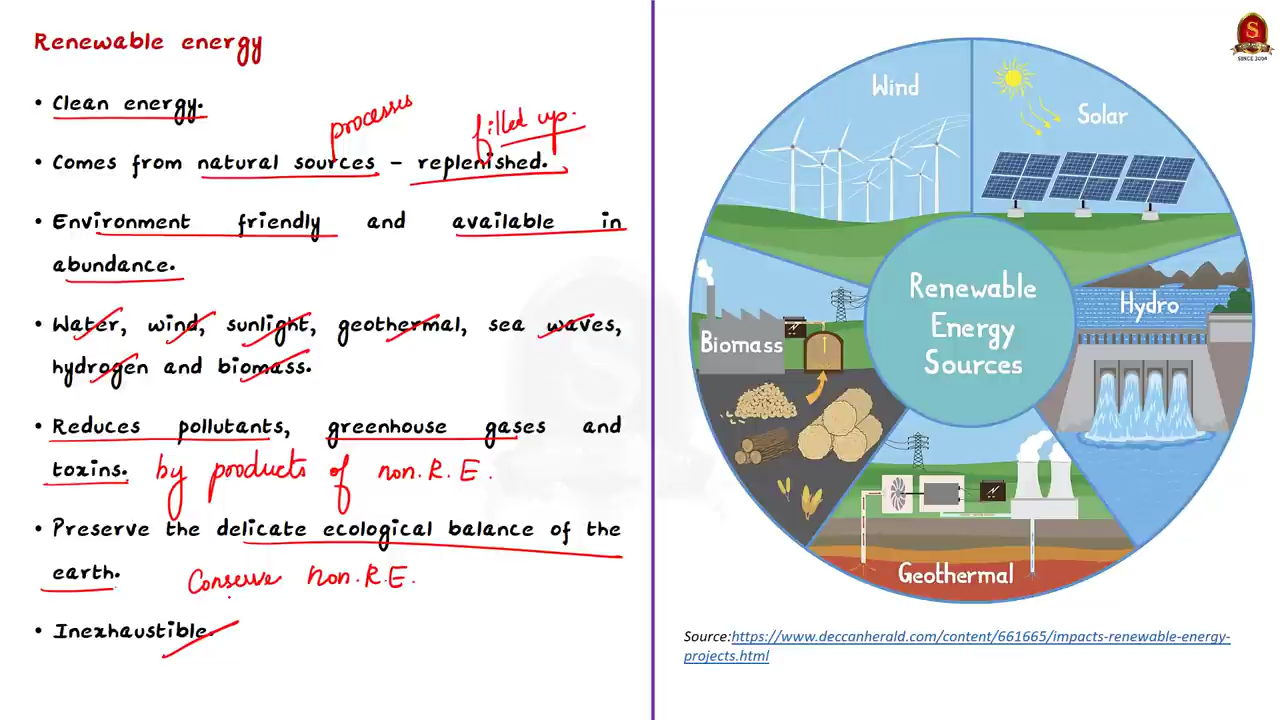 Renewable energy
• Clean energy.
processes
filled up.
• Comes from natural sources – replenished.
• Environment friendly and available in
abundance.
• Water, wind, sunlight, geothermal, sea waves,
hydrogen and biomass.
• Reduces pollutants, greenhouse gases and
toxins. by products of non.R.E.
• Preserve the delicate ecological balance of the
earth. Conserve non.R.E.
• Inexhaustible.
S
SINCE 2004
Wind
Solar
Renewable
Energy
Sources
Hydro
Biomass
Geothermal
Source:https://www.deccanherald.com/content/661665/impacts-renewable-energy-
projects.html